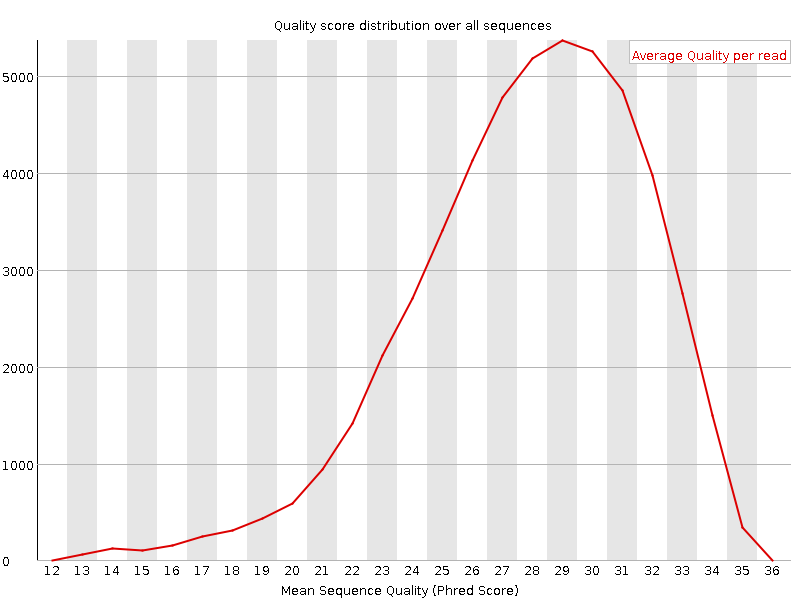 Quality score distribution over all sequences
Average Quality per read
5000
4000
3000
2000
1000
0
12 13 14 15 16 17 18 19 20 21 22 23 24 25 26 27 28 29 30 31 32 33 34 35 36
Mean Sequence Quality (Phred Score)